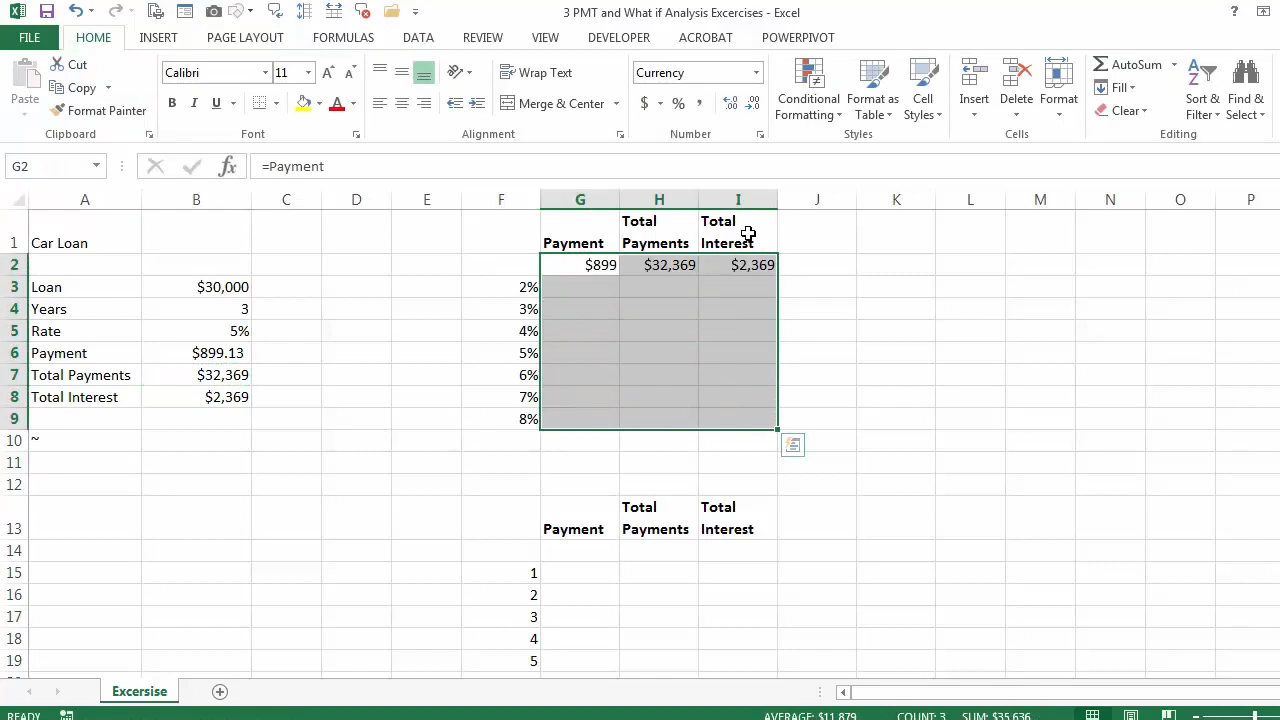 3 PMT and What if Analysis Excercises - Excel
FILE HOME INSERT PAGE LAYOUT FORMULAS DATA REVIEW VIEW DEVELOPER ACROBAT POWERPIVOT
Paste
Cut
Copy
Format Painter
Clipboard
Calibri 11
B I U
Font
Wrap Text
Merge & Center
Alignment
Currency
$ % ,
Number
Conditional Formatting
Format as Table
Cell Styles
Styles
Insert
Delete
Format
Cells
AutoSum
Fill
Clear
Sort & Filter
Find & Select
Editing
G2 fx =Payment
A B C D E F G H I J K L M N O P
1 Car Loan Payment Total Payments Total Interest
2 $899 $32,369 $2,369
3 Loan $30,000 2%
4 Years 3 3%
5 Rate 5% 4%
6 Payment $899.13 5%
7 Total Payments $32,369 6%
8 Total Interest $2,369 7%
9 8%
10 ~
11
12
13 Payment Total Payments Total Interest
14
15 1
16 2
17 3
18 4
19 5
Excersise
READY AVERAGE: $11,879 COUNT: 3 SUM: $35,636